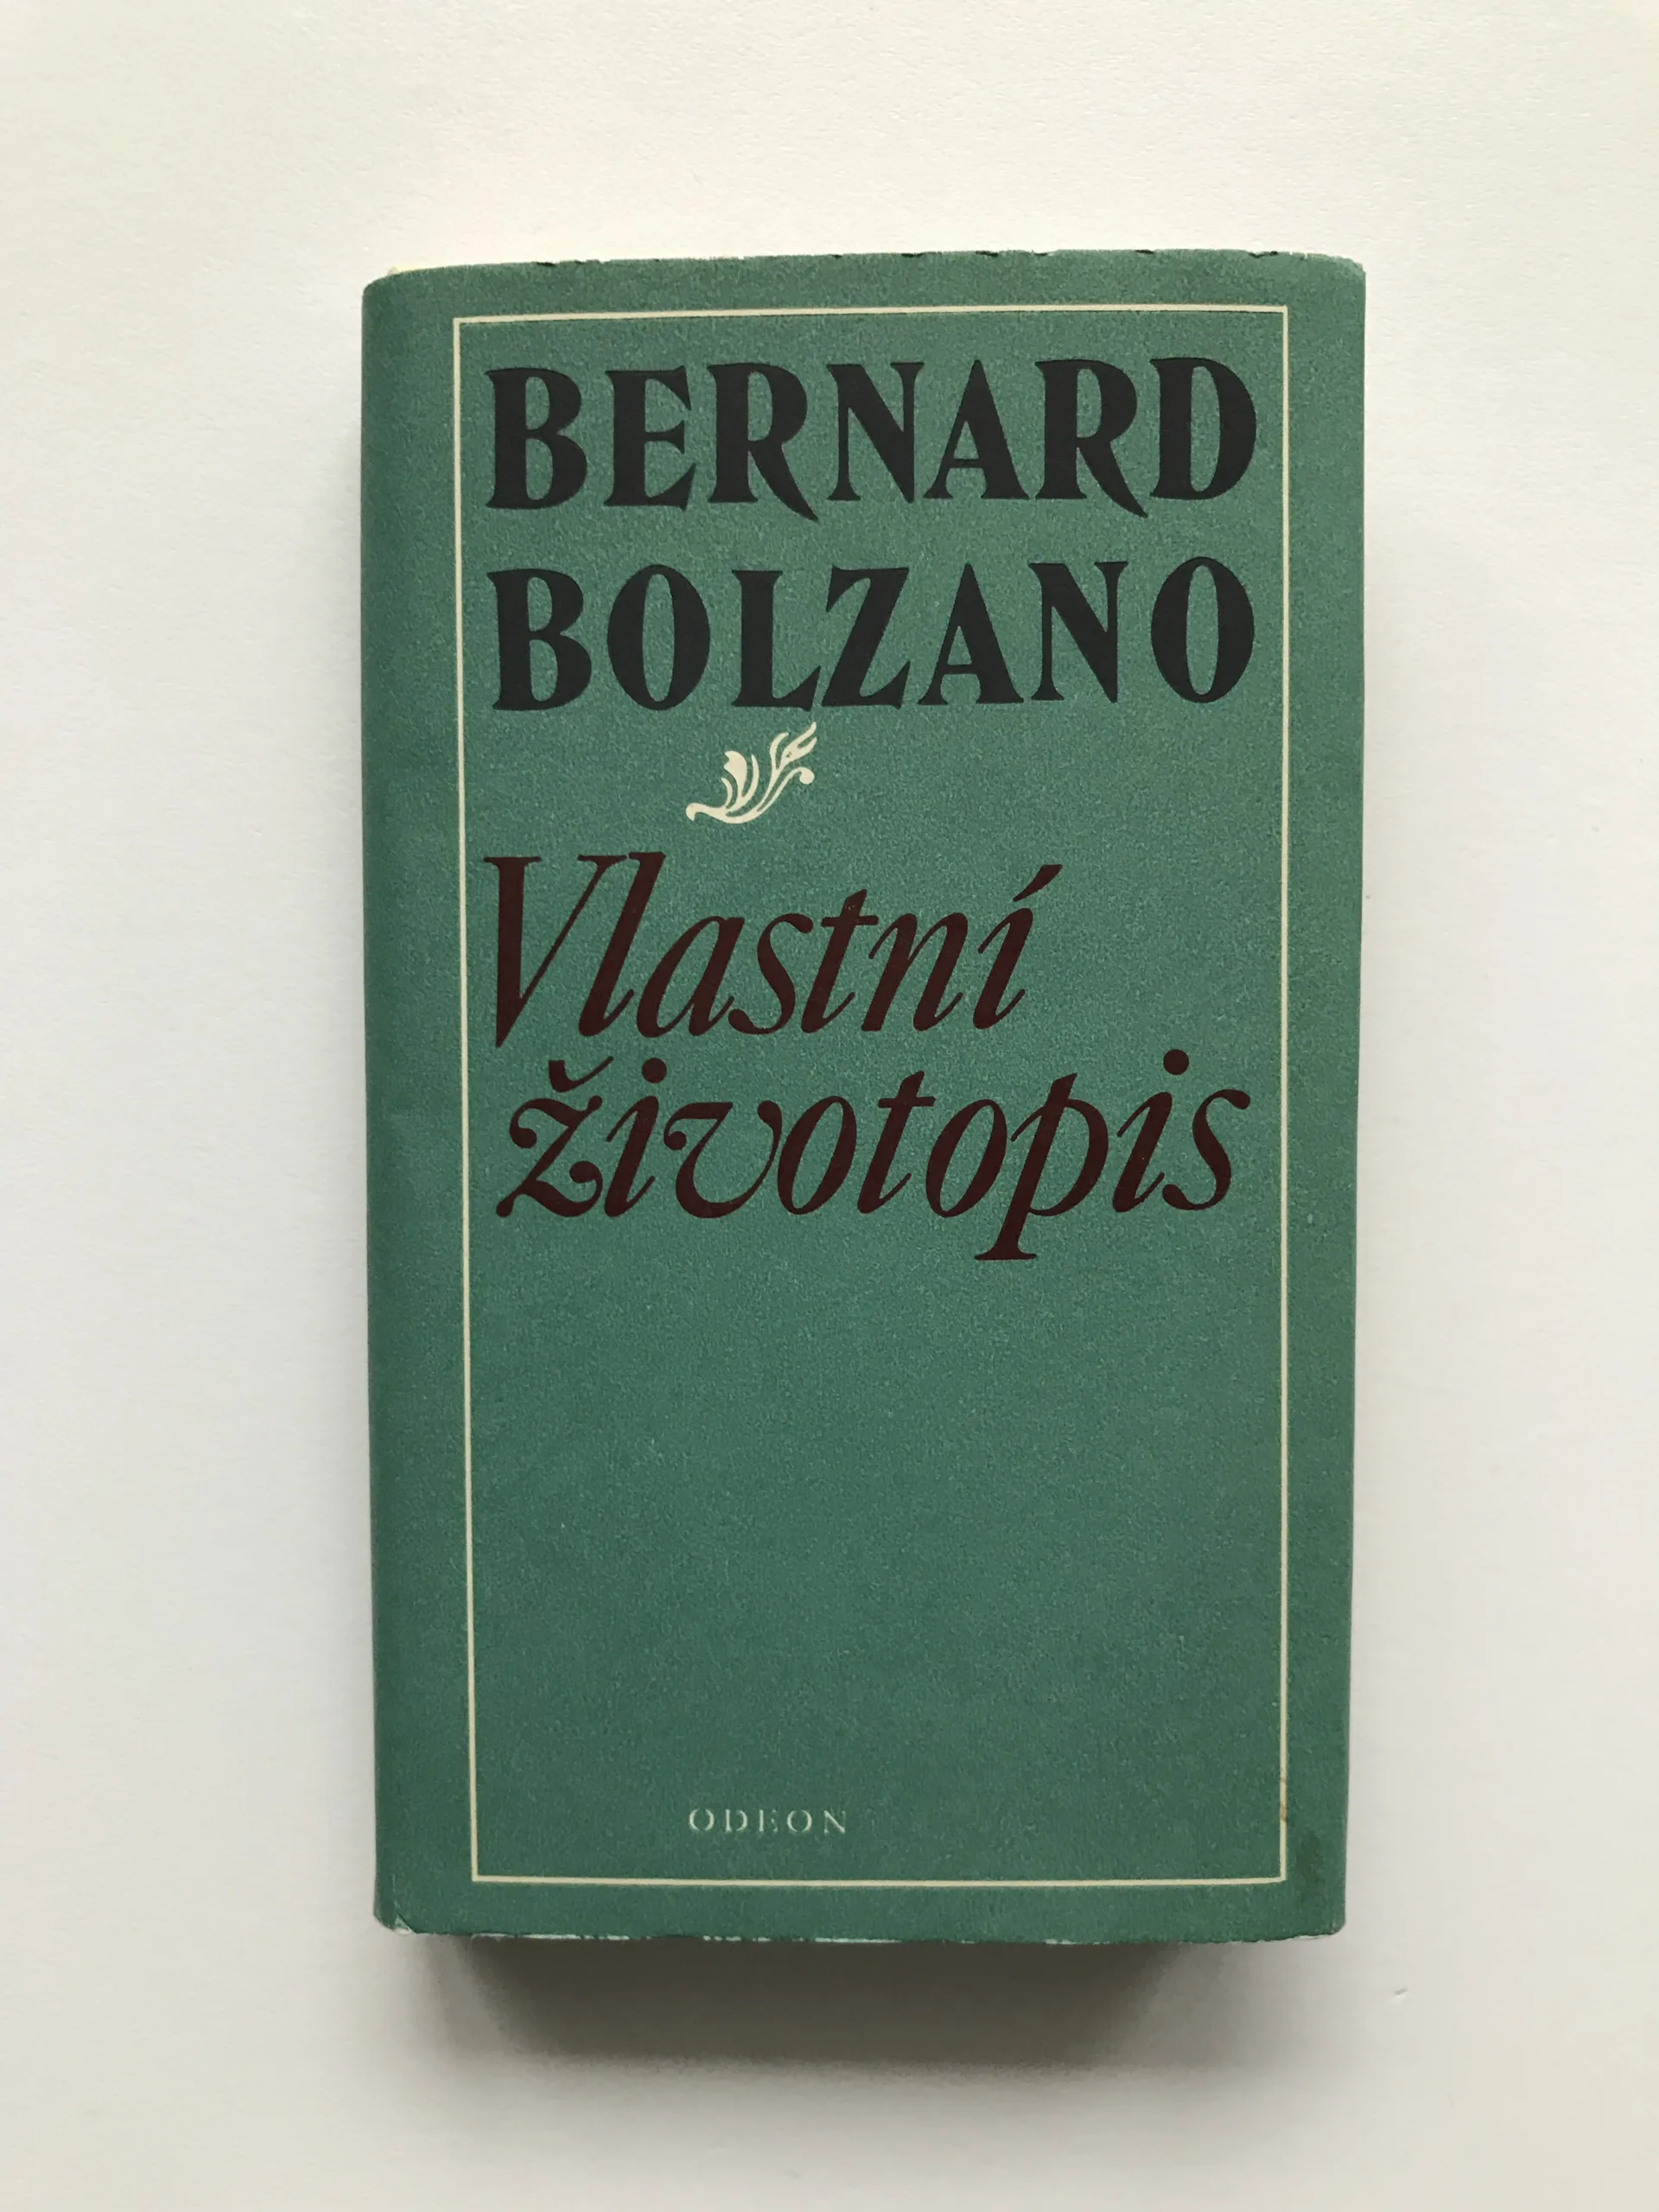 BERNARD
BOLZANO
Vlastní
životopis
ODEON